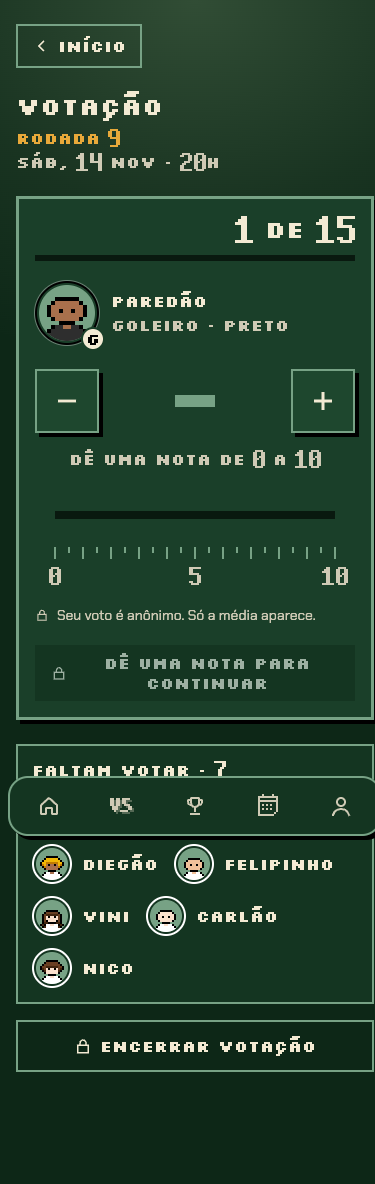 INÍCIO
VOTAÇÃO
RODADA 9
SÁB, 14 NOV · 20H
1 DE 15
PAREDÃO
GOLEIRO · PRETO
G
− +
DÊ UMA NOTA DE 0 A 10
0 5 10
Seu voto é anônimo. Só a média aparece.
DÊ UMA NOTA PARA
CONTINUAR
FALTAM VOTAR · 7
VS
DIEGÃO FELIPINHO
VINI CARLÃO
NICO
ENCERRAR VOTAÇÃO